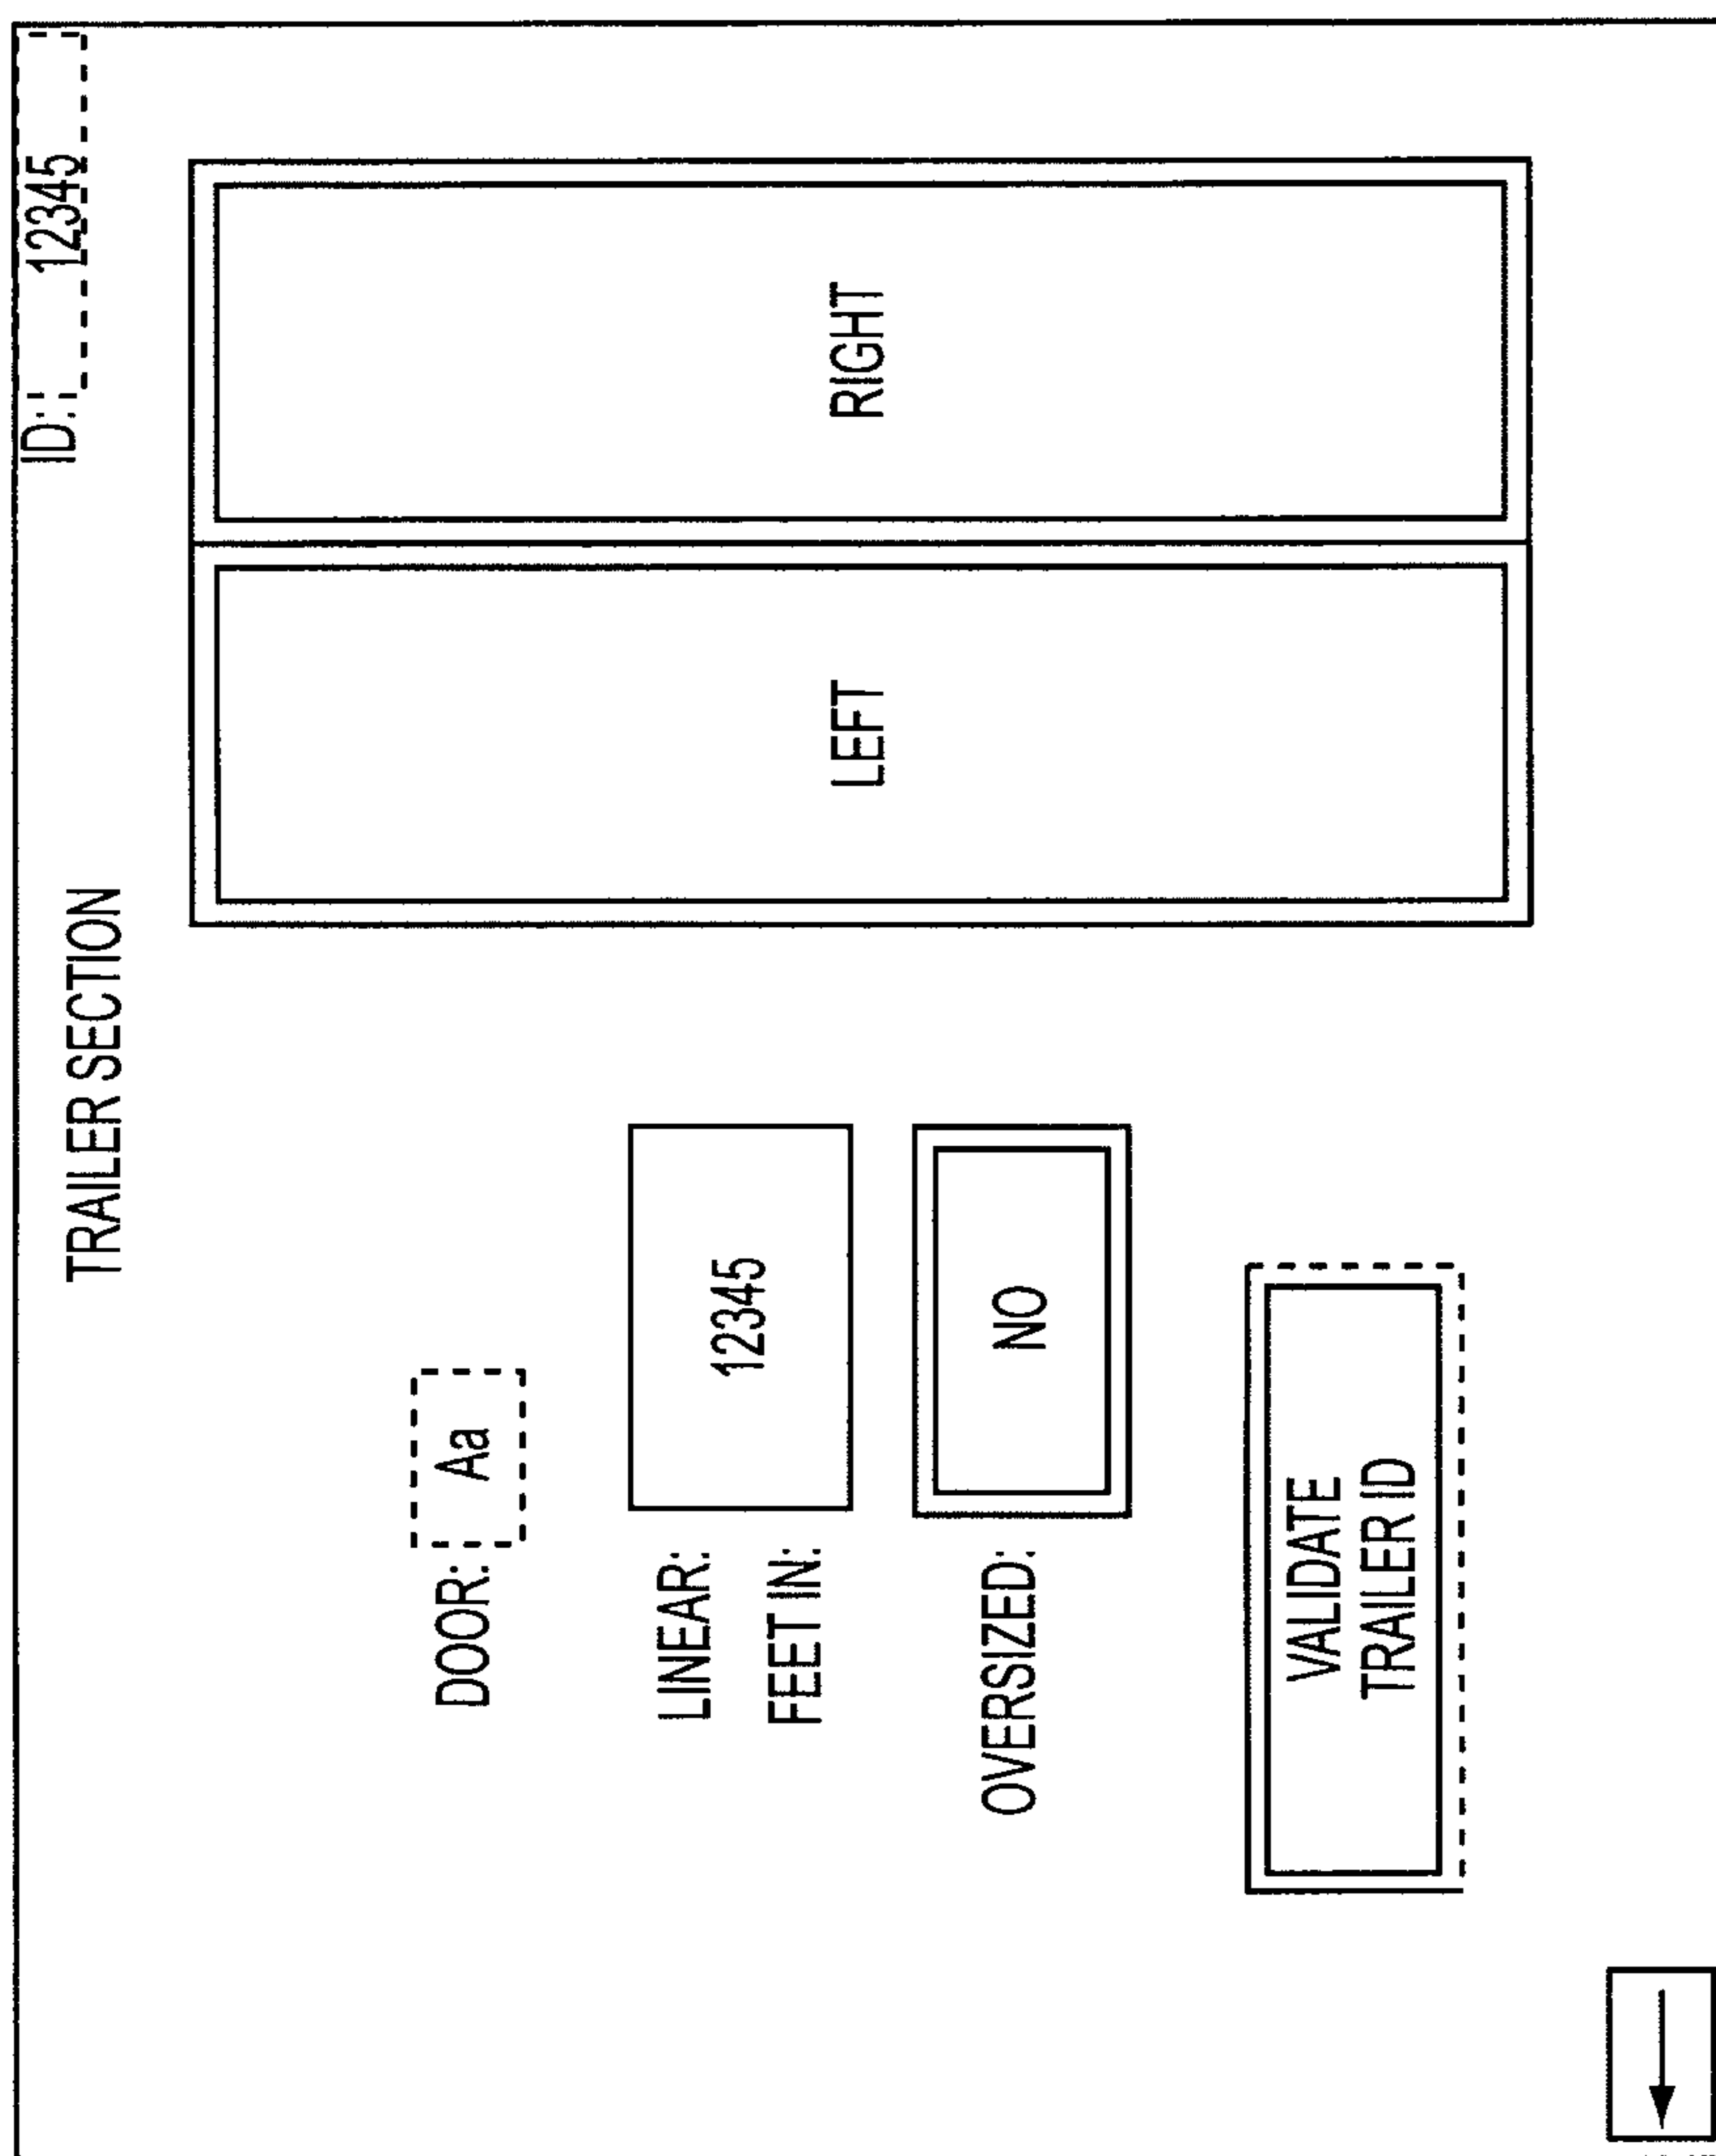 ID: 12345
TRAILER SECTION
DOOR: Aa
LINEAR:
FEET IN:
12345
OVERSIZED: NO
VALIDATE
TRAILER ID
LEFT
RIGHT